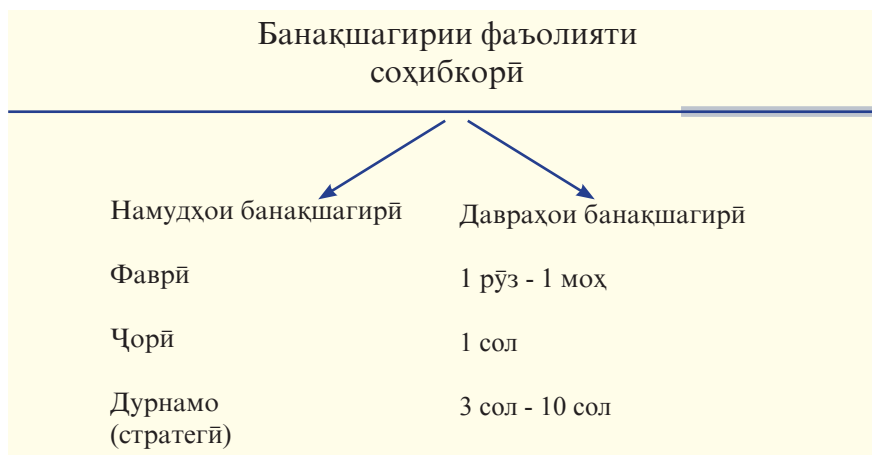 Банақшагирии фаъолияти
соҳибкорӣ
Намудҳои банақшагирӣ
Давраҳои банақшагирӣ
Фаврӣ
1 рӯз - 1 моҳ
Ҷорӣ
1 сол
Дурнамо
(стратегӣ)
3 сол - 10 сол